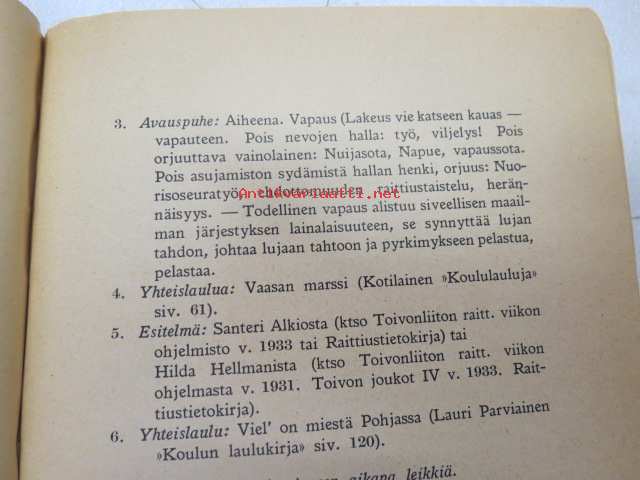 3. Avauspuhe: Aiheena. Vapaus (Lakeus vie katseen kauas —
vapauteen. Pois nevojen halla: työ, viljelys! Pois
orjuuttava vainolainen: Nuijasota, Napue, vapaussota.
Pois asujamiston sydämistä hallan henki, orjuus: Nuo-
risoseuratyö, ehdottomuuden raittiustaistelu, herän-
Antikvariaatti.net
näisyys. — Todellinen vapaus alistuu siveellisen maail-
man järjestyksen lainalaisuuteen, se synnyttää lujan
tahdon, johtaa lujaan tahtoon ja pyrkimykseen pelastua,
pelastaa.
4. Yhteislaulua: Vaasan marssi (Kotilainen »Koululauluja»
siv. 61).
5. Esitelmä: Santeri Alkiosta (ktso Toivonliiton raitt. viikon
ohjelmisto v. 1933 tai Raittiustietokirja) tai
Hilda Hellmanista (ktso Toivonliiton raitt. viikon
ohjelmasta v. 1931. Toivon joukot IV v. 1933. Rait-
tiustietokirja).
6. Yhteislaulu: Viel' on miestä Pohjassa (Lauri Parviainen
»Koulun laulukirja» siv. 120).
aikana leikkiä.